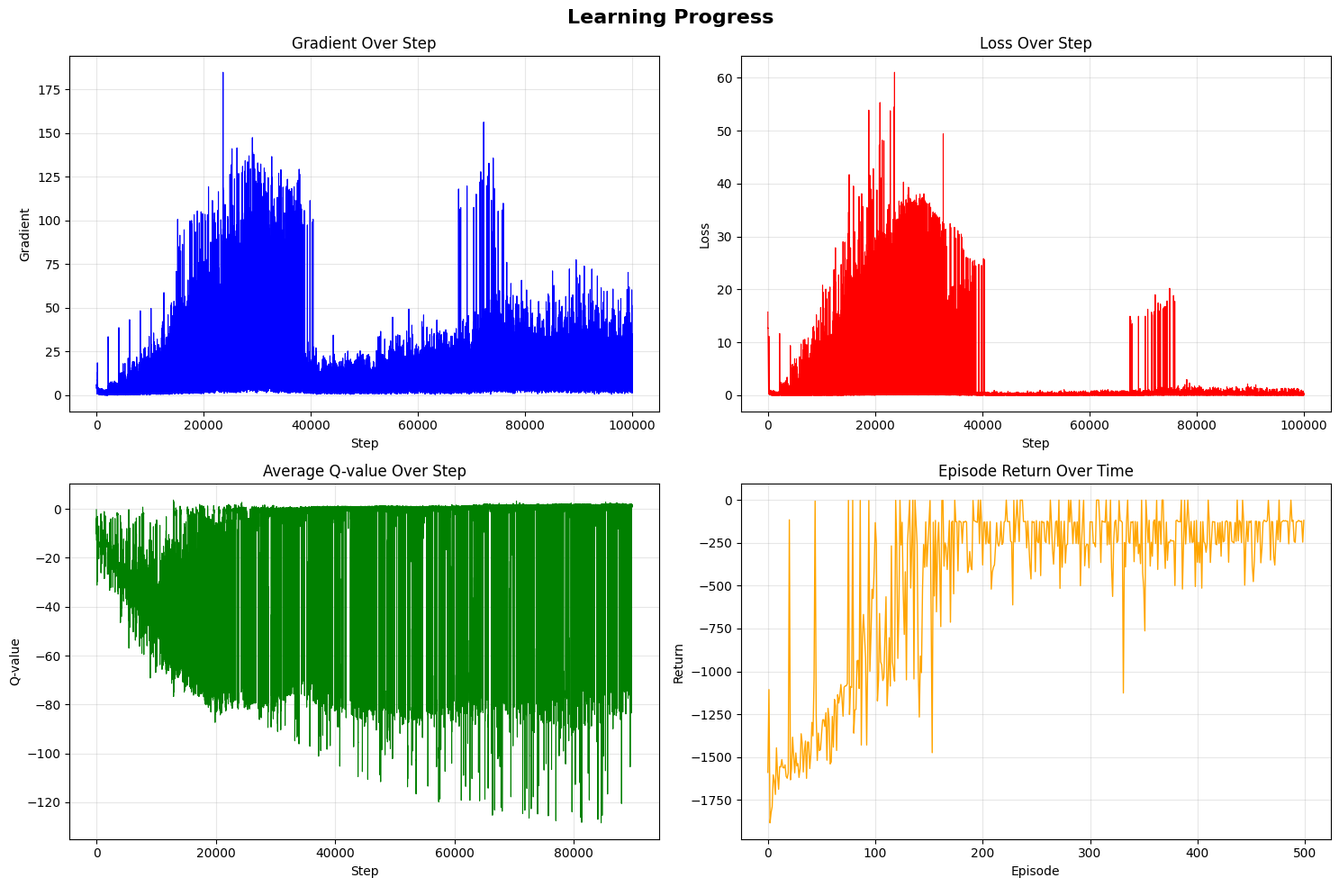 Learning Progress
Gradient Over Step
Gradient
175
150
125
100
75
50
25
0
0 20000 40000 60000 80000 100000
Step
Loss Over Step
Loss
60
50
40
30
20
10
0
0 20000 40000 60000 80000 100000
Step
Average Q-value Over Step
Q-value
0
−20
−40
−60
−80
−100
−120
0 20000 40000 60000 80000
Step
Episode Return Over Time
Return
0
−250
−500
−750
−1000
−1250
−1500
−1750
0 100 200 300 400 500
Episode